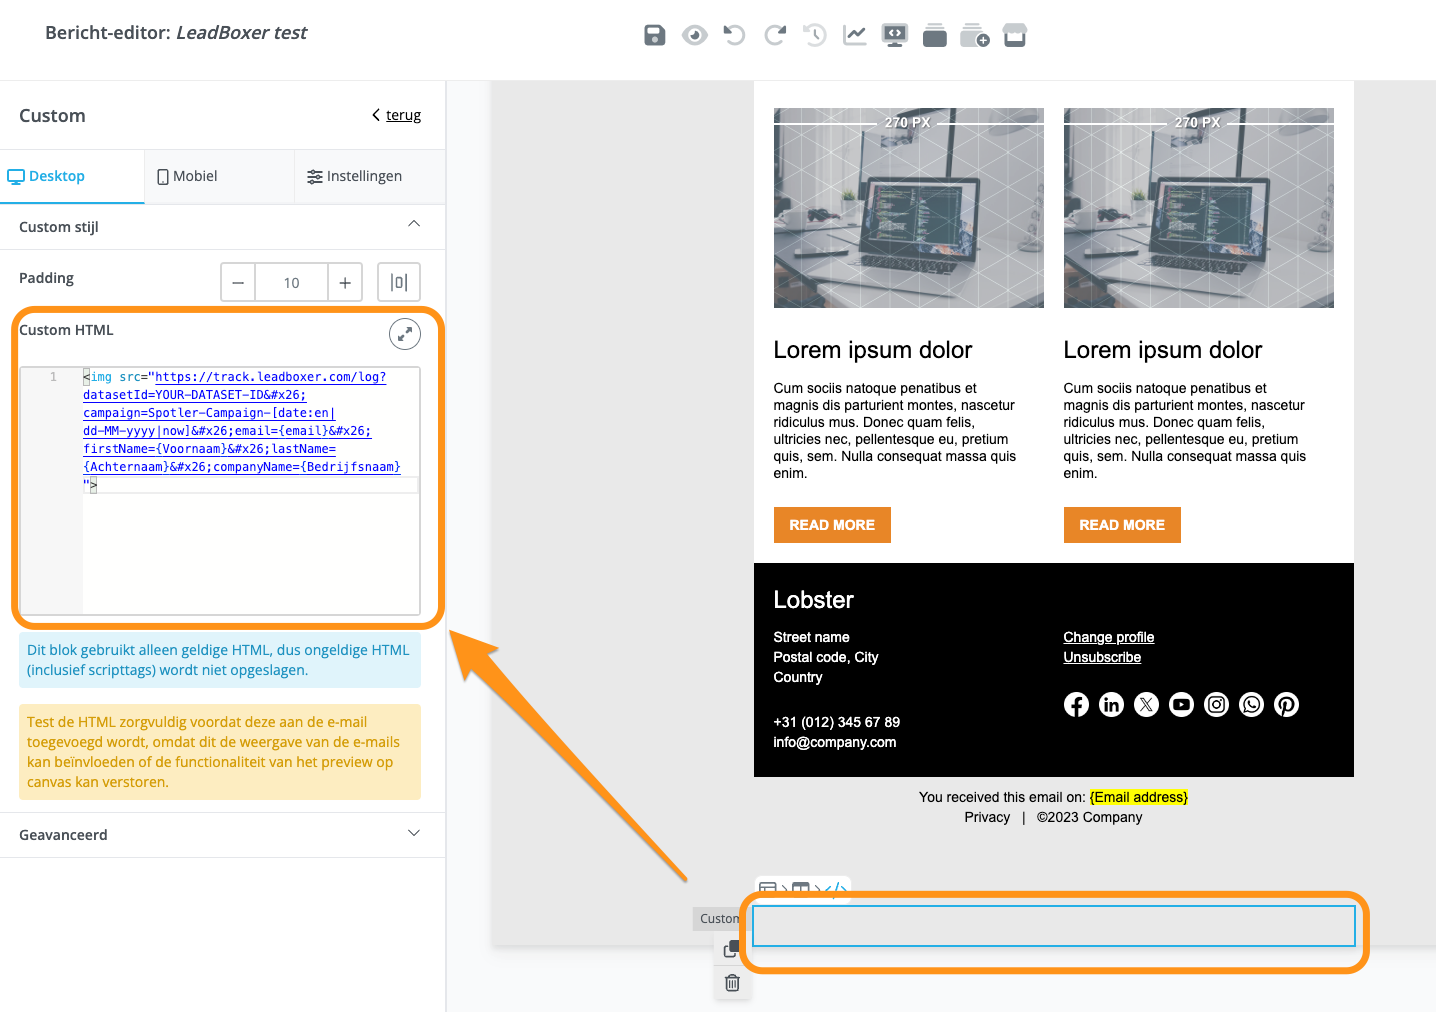 Bericht-editor: LeadBoxer test
Custom
terug
Desktop
Mobiel
Instellingen
Custom stijl
Padding
10
Custom HTML
1
<img src="https://track.leadboxer.com/log?
datasetId=YOUR-DATASET-ID&#x26;
campaign=Spotler-Campaign-[date:en|
dd-MM-yyyy|now]&#x26;email={email}&#x26;
firstName={Voornaam}&#x26;lastName=
{Achternaam}&#x26;companyName={Bedrijfsnaam}
">
Dit blok gebruikt alleen geldige HTML, dus ongeldige HTML
(inclusief scripttags) wordt niet opgeslagen.
Test de HTML zorgvuldig voordat deze aan de e-mail
toegevoegd wordt, omdat dit de weergave van de e-mails
kan beïnvloeden of de functionaliteit van het preview op
canvas kan verstoren.
Geavanceerd
270 PX
Lorem ipsum dolor
Cum sociis natoque penatibus et
magnis dis parturient montes, nascetur
ridiculus mus. Donec quam felis,
ultricies nec, pellentesque eu, pretium
quis, sem. Nulla consequat massa quis
enim.
READ MORE
270 PX
Lorem ipsum dolor
Cum sociis natoque penatibus et
magnis dis parturient montes, nascetur
ridiculus mus. Donec quam felis,
ultricies nec, pellentesque eu, pretium
quis, sem. Nulla consequat massa quis
enim.
READ MORE
Lobster
Street name
Postal code, City
Country
+31 (012) 345 67 89
info@company.com
Change profile
Unsubscribe
You received this email on: {Email address}
Privacy | ©2023 Company
Custom